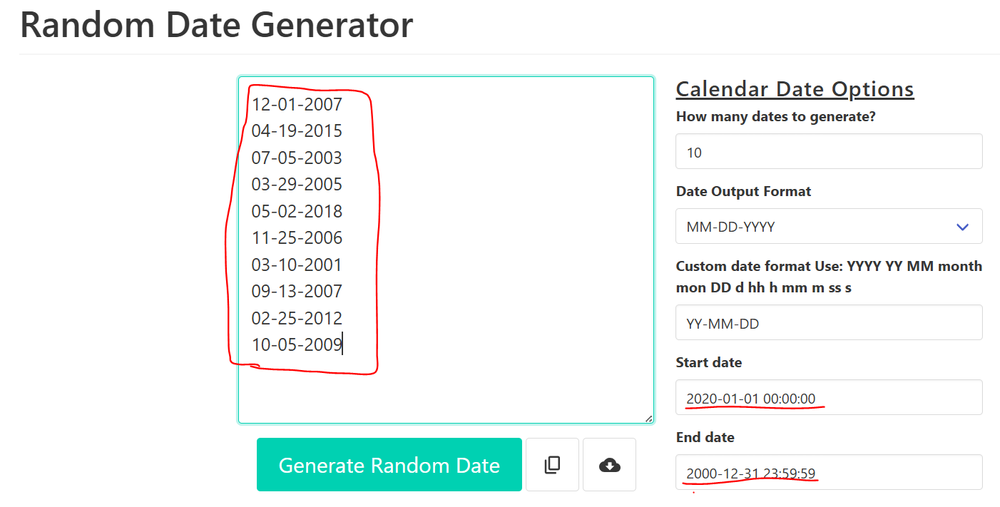 Random Date Generator
12-01-2007
04-19-2015
07-05-2003
03-29-2005
05-02-2018
11-25-2006
03-10-2001
09-13-2007
02-25-2012
10-05-2009
Generate Random Date
Calendar Date Options
How many dates to generate?
10
Date Output Format
MM-DD-YYYY
Custom date format Use: YYYY YY MM month
mon DD d hh h mm m ss s
YY-MM-DD
Start date
2020-01-01 00:00:00
End date
2000-12-31 23:59:59